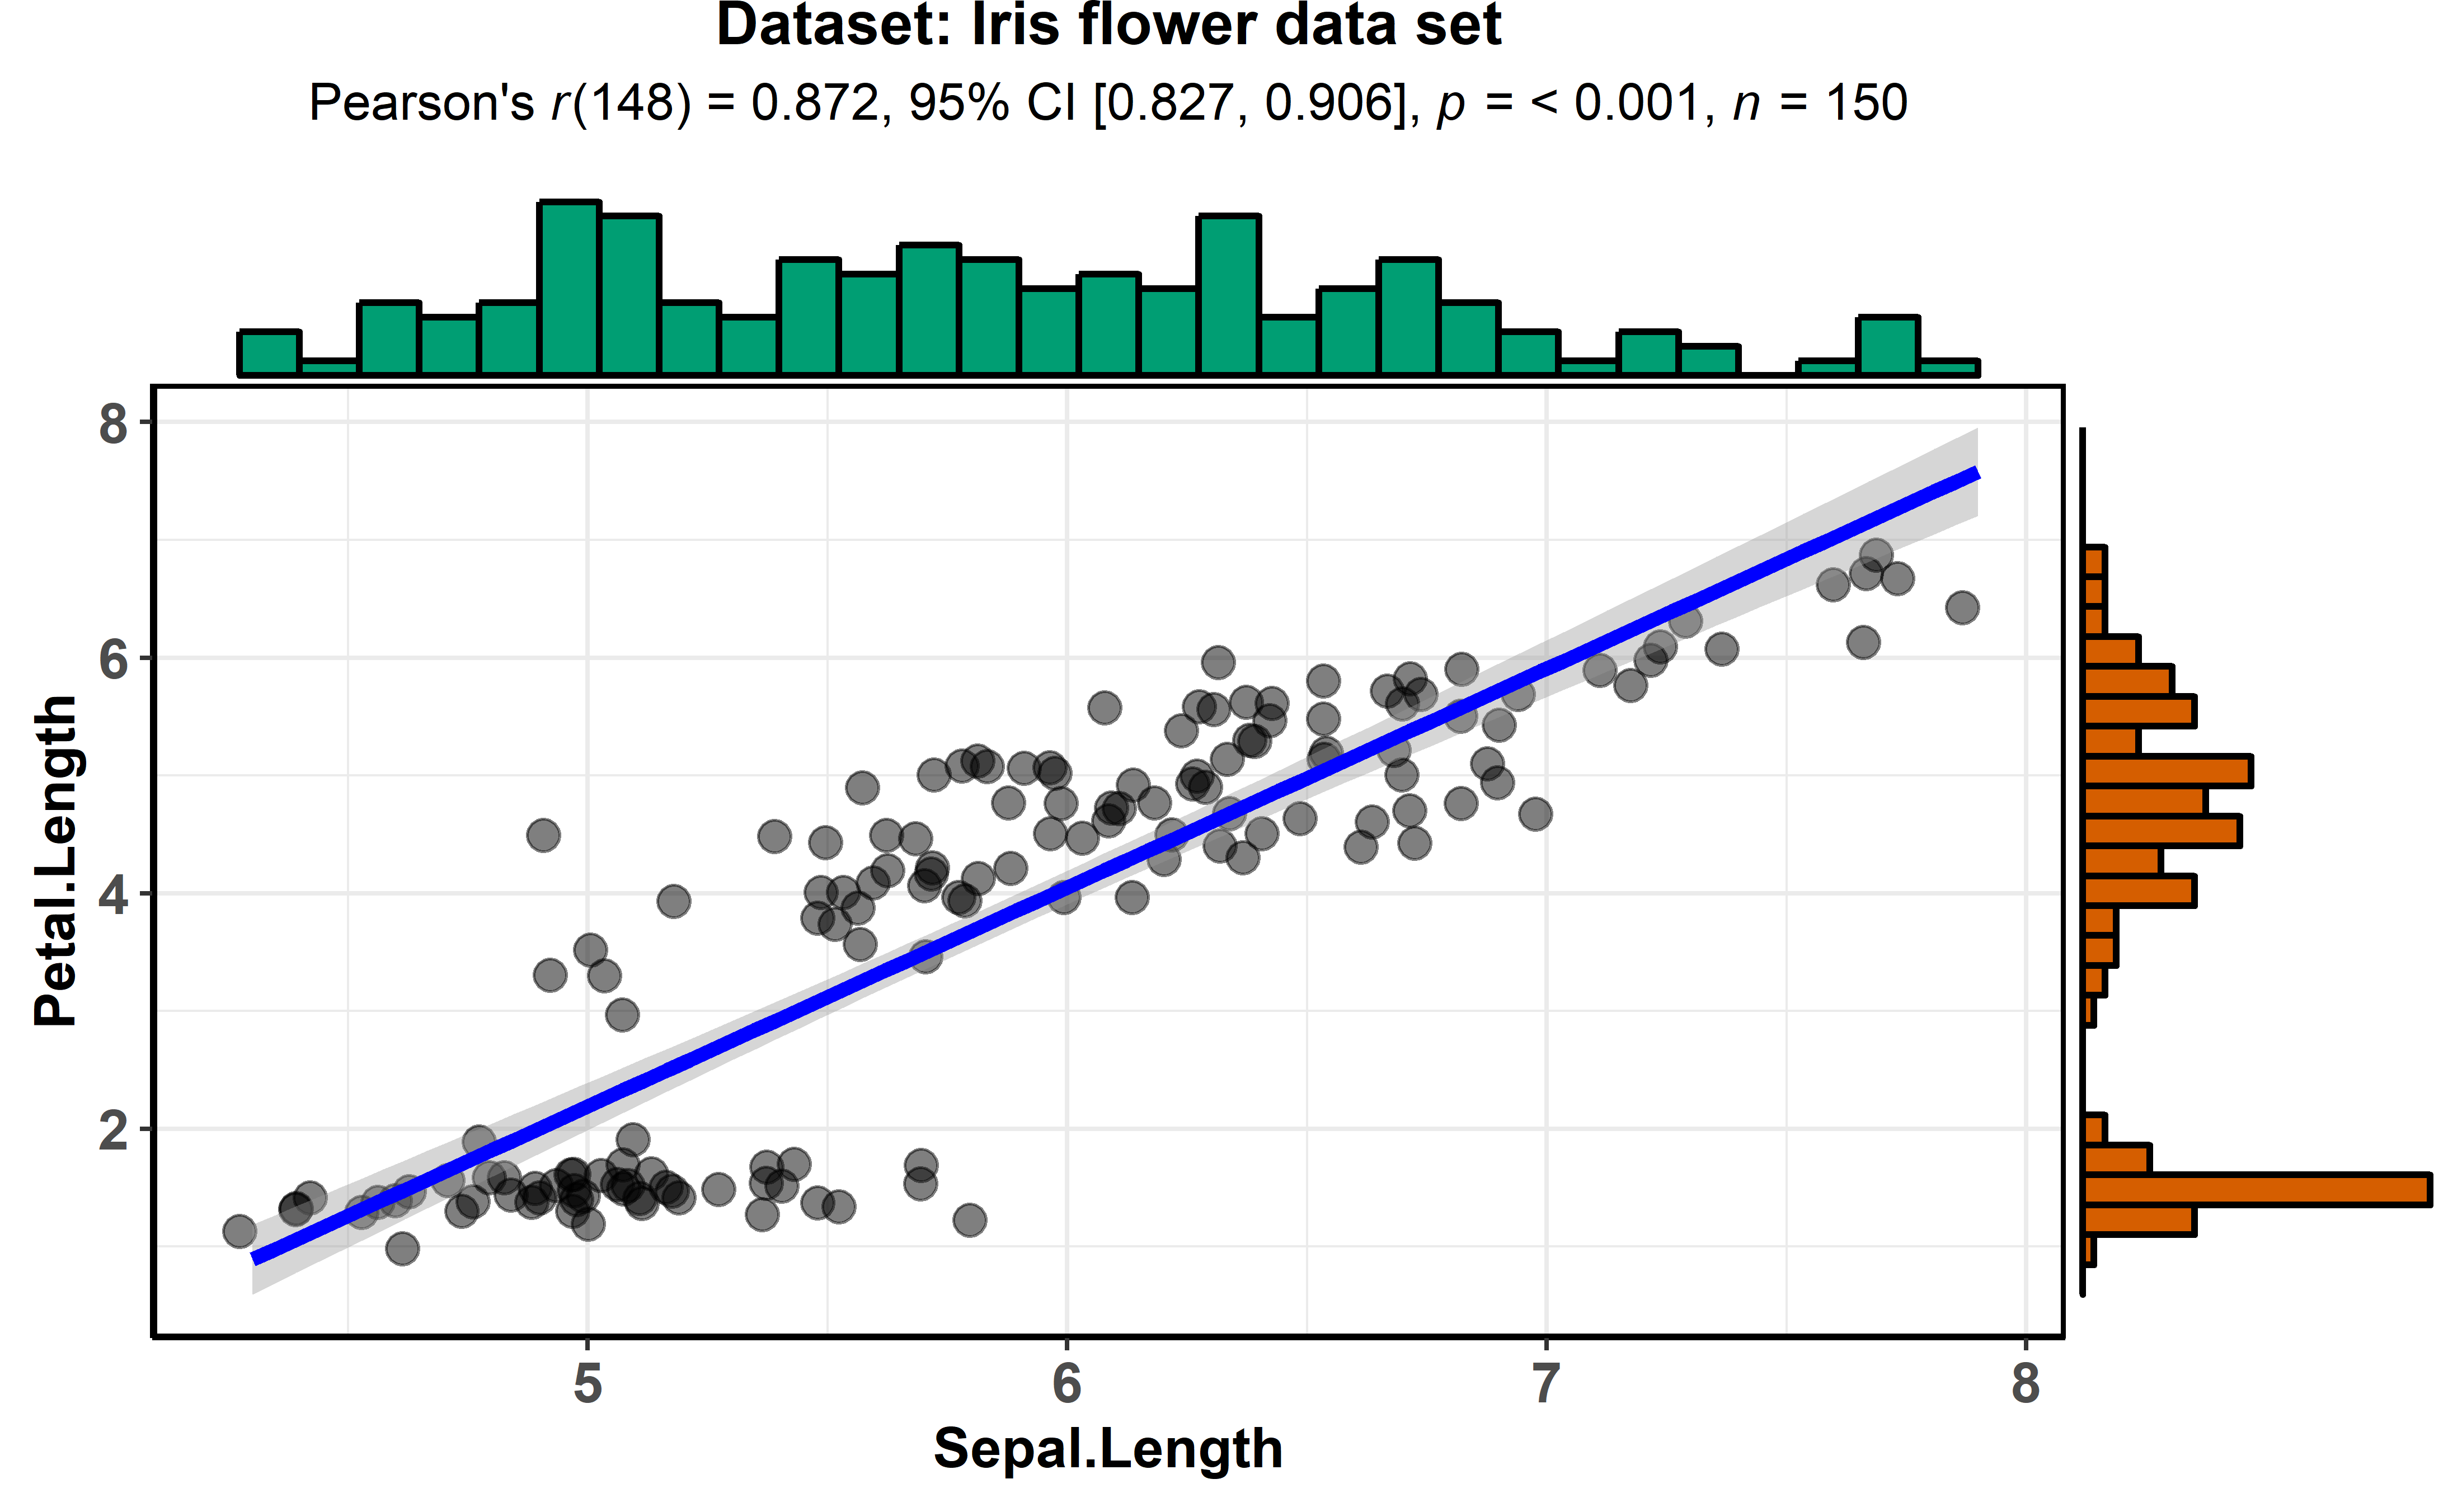 Dataset: Iris flower data set
Pearson's r(148) = 0.872, 95% CI [0.827, 0.906], p = < 0.001, n = 150
8
6
4
2
Petal.Length
5 6 7 8
Sepal.Length